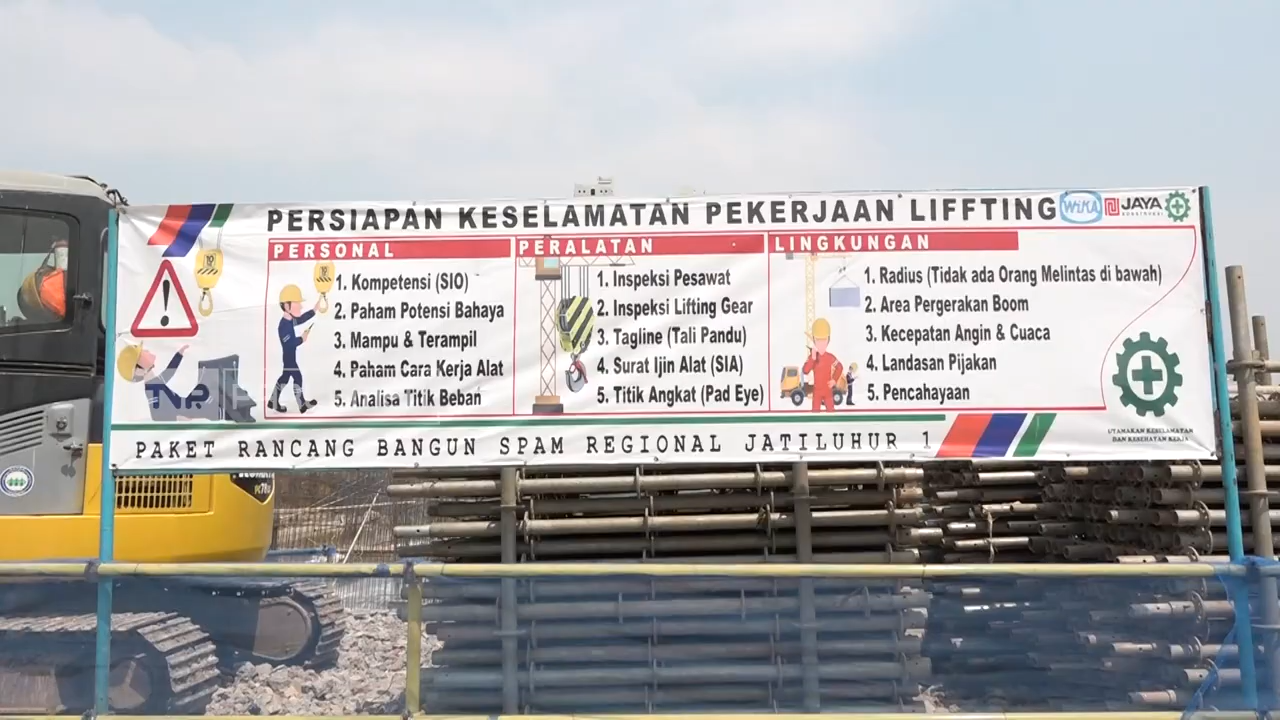 PERSIAPAN KESELAMATAN PEKERJAAN LIFFTING
WIKA
JAYA
KONSTRUKSI
PERSONAL
1. Kompetensi (SIO)
2. Paham Potensi Bahaya
3. Mampu & Terampil
4. Paham Cara Kerja Alat
5. Analisa Titik Beban
PERALATAN
1. Inspeksi Pesawat
2. Inspeksi Lifting Gear
3. Tagline (Tali Pandu)
4. Surat Ijin Alat (SIA)
5. Titik Angkat (Pad Eye)
LINGKUNGAN
1. Radius (Tidak ada Orang Melintas di bawah)
2. Area Pergerakan Boom
3. Kecepatan Angin & Cuaca
4. Landasan Pijakan
5. Pencahayaan
UTAMAKAN KESELAMATAN
DAN KESEHATAN KERJA
PAKET RANCANG BANGUN SPAM REGIONAL JATILUHUR 1